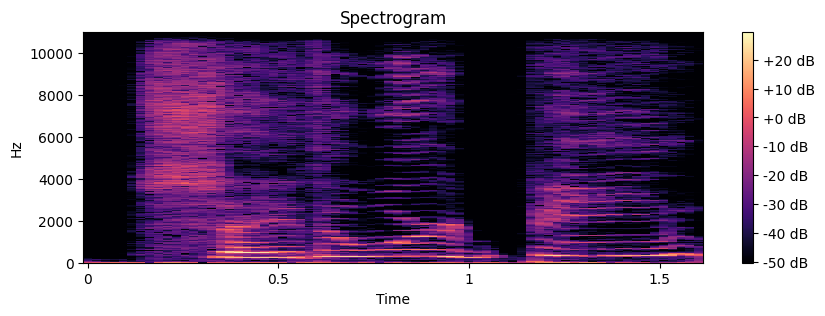 Spectrogram
10000
8000
6000
4000
2000
0
Hz
0
0.5
1
1.5
Time
+20 dB
+10 dB
+0 dB
-10 dB
-20 dB
-30 dB
-40 dB
-50 dB